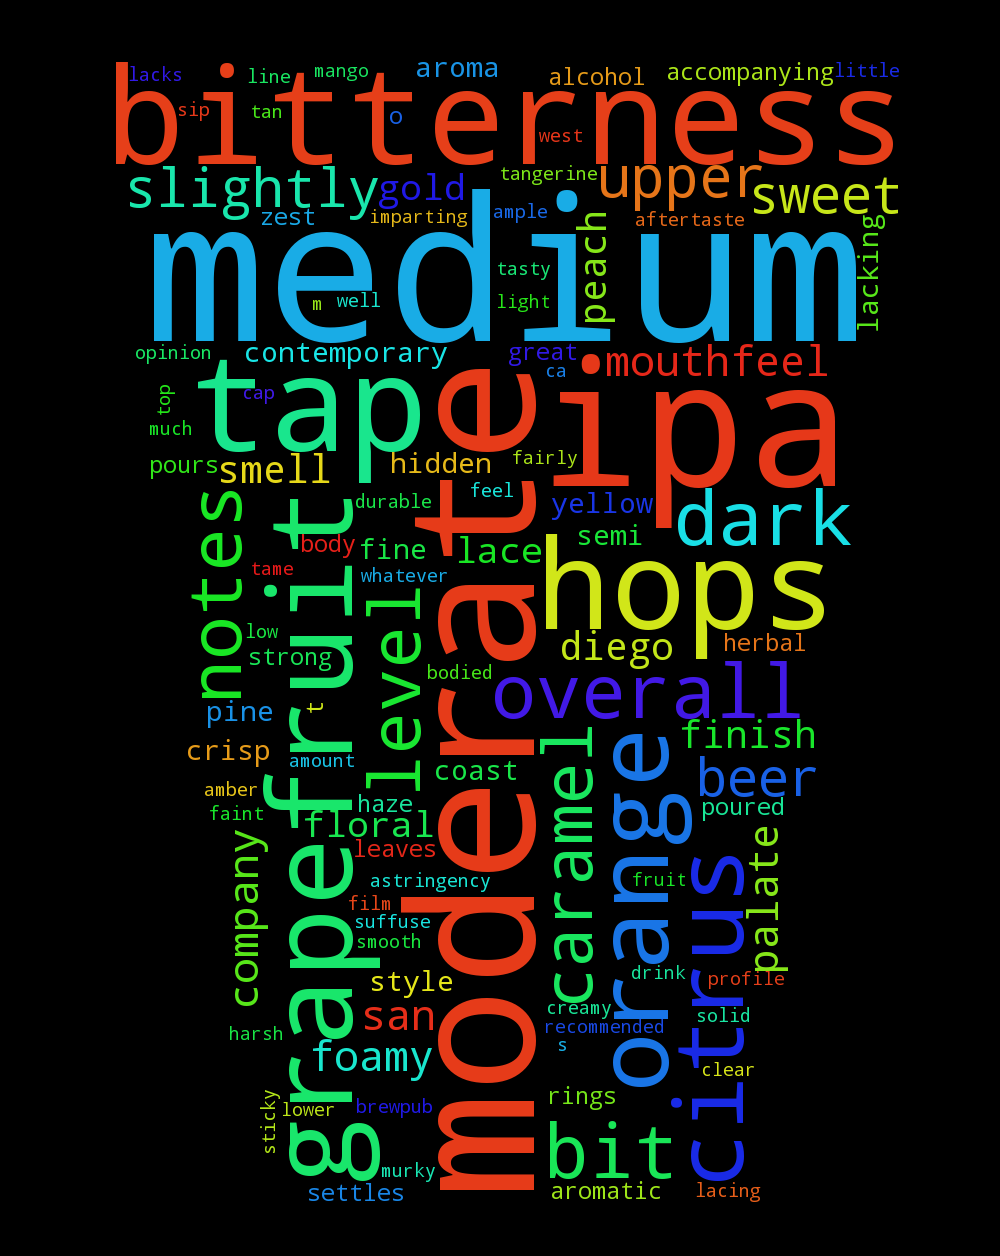 lacks
line
mango
aroma
alcohol
accompanying
little
bitterness
sip
tan
o
west
slightly
gold
tangerine
upper
sweet
zest
imparting
ample
aftertaste
peach
lacking
medium
tasty
m
well
light
opinion
contemporary
great
ca
mouthfeel
tape
ipa
top
cap
much
pours
smell
hidden
fairly
feel
durable
yellow
dark
notes
grapefruit
moderate
body
fine
lace
semi
hops
tame
whatever
level
low
strong
diego
herbal
bodied
overall
t
pine
finish
crisp
amount
coast
caramel
orange
beer
amber
haze
poured
faint
floral
leaves
citrus
palate
company
astringency
fruit
film
suffuse
smooth
style
drink
profile
san
creamy
solid
harsh
recommended
foamy
s
clear
sticky
lower
brewpub
rings
bit
murky
settles
aromatic
lacing